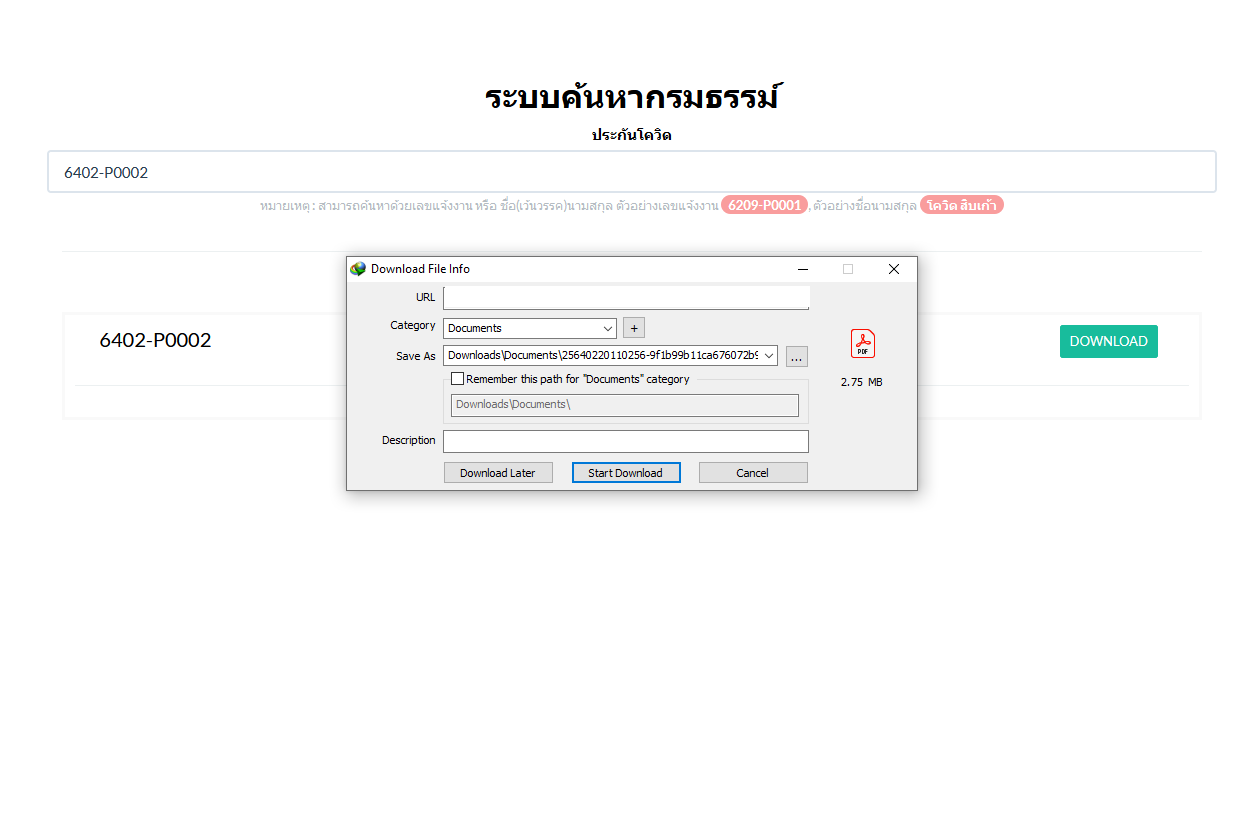 ระบบค้นหากรมธรรม์
ประกันโควิด
6402-P0002
หมายเหตุ : สามารถค้นหาด้วยเลขแจ้งงาน หรือ ชื่อ(เว้นวรรค)นามสกุล ตัวอย่างเลขแจ้งงาน 6209-P0001 , ตัวอย่างชื่อนามสกุล โควิด สิบเก้า
Download File Info
URL
Category Documents +
Save As Downloads\Documents\25640220110256-9f1b99b11ca676072b9 ...
Remember this path for "Documents" category
Downloads\Documents\
Description
Download Later Start Download Cancel
PDF
2.75 MB
6402-P0002
DOWNLOAD